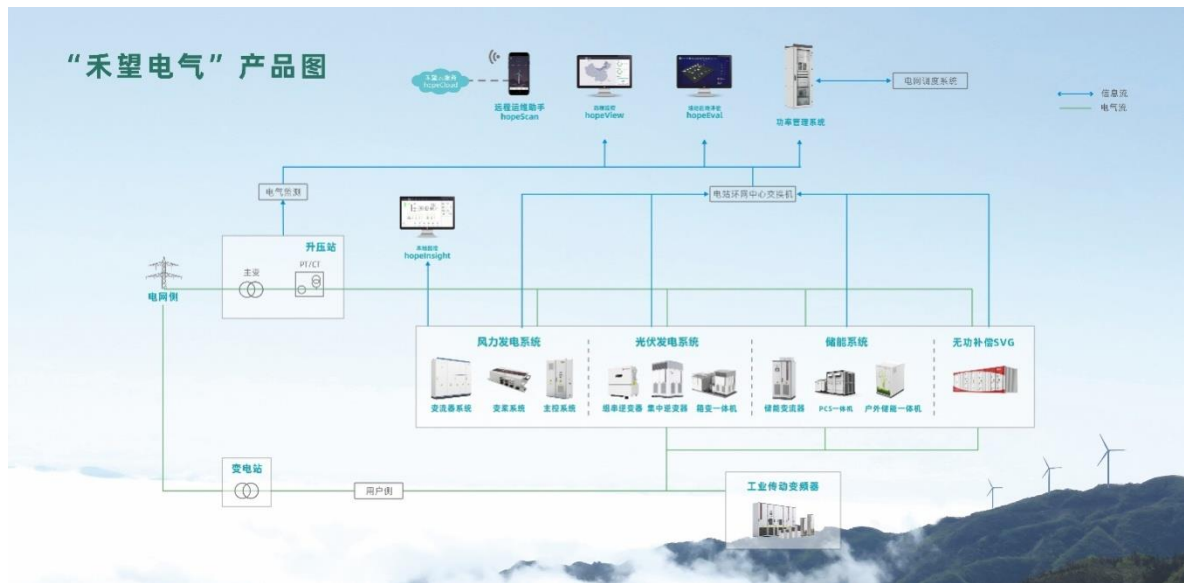 “禾望电气”产品图
hopeCloud
远程运维助手
hopeScan
hopeView
hopeEval
功率管理系统
电网调度系统
信息流
电气流
电气监测
电站环网中心交换机
升压站
主变
PT/CT
hopeInsight
电网侧
风力发电系统
光伏发电系统
储能系统
无功补偿SVG
变流器系统
变桨系统
主控系统
组串逆变器
集中逆变器
箱变一体机
储能变流器
PCS一体机
户外储能一体机
变电站
用户侧
工业传动变频器